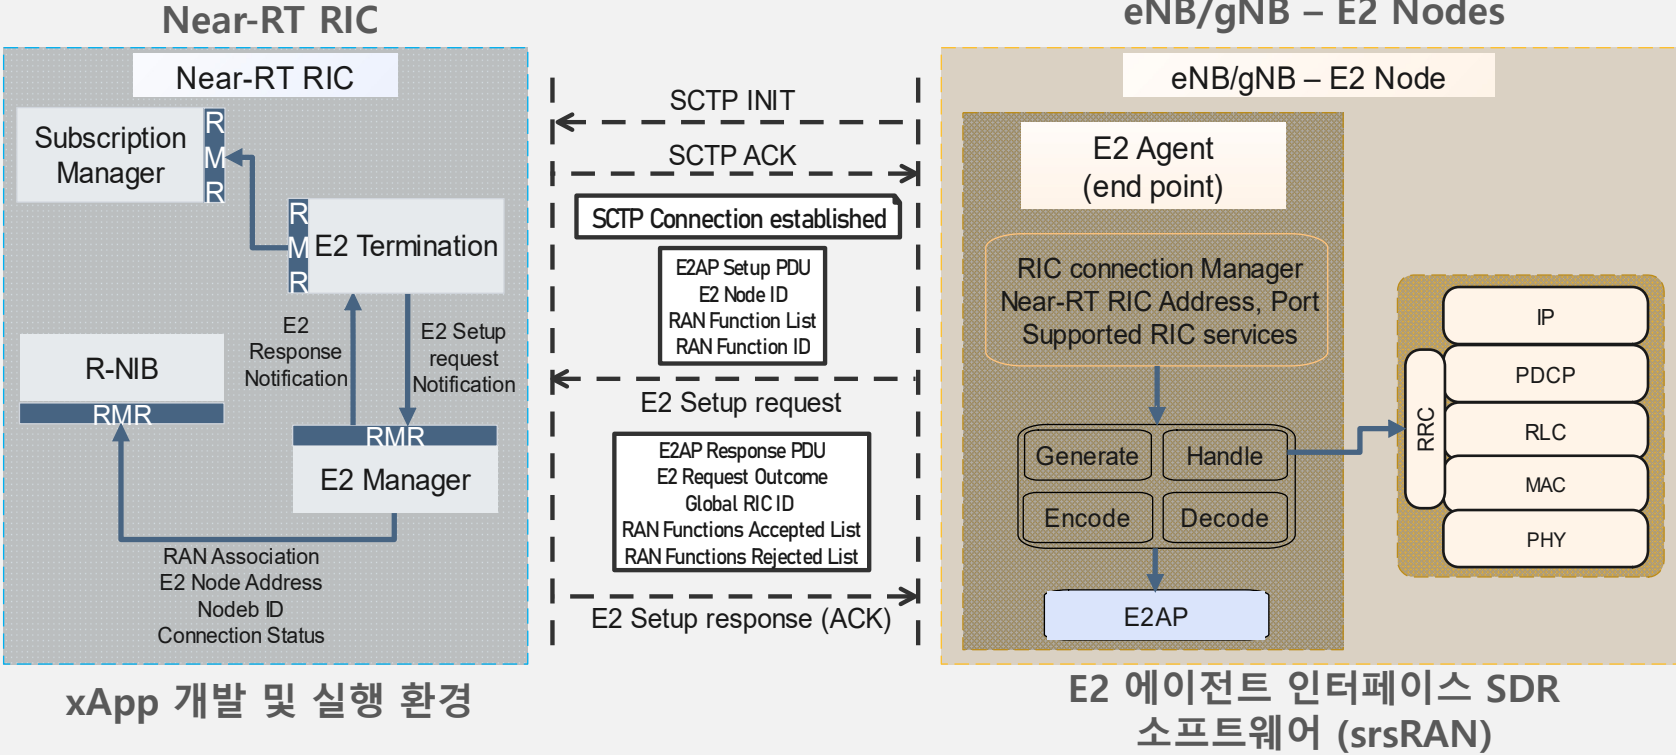 Near-RT RIC
eNB/gNB – E2 Nodes
Near-RT RIC
Subscription
Manager
R
M
R
R
M
R
E2 Termination
E2
Response
Notification
E2 Setup
request
Notification
R-NIB
RMR
RMR
E2 Manager
RAN Association
E2 Node Address
Nodeb ID
Connection Status
SCTP INIT
SCTP ACK
SCTP Connection established
E2AP Setup PDU
E2 Node ID
RAN Function List
RAN Function ID
E2 Setup request
E2AP Response PDU
E2 Request Outcome
Global RIC ID
RAN Functions Accepted List
RAN Functions Rejected List
E2 Setup response (ACK)
eNB/gNB – E2 Node
E2 Agent
(end point)
RIC connection Manager
Near-RT RIC Address, Port
Supported RIC services
Generate
Handle
Encode
Decode
E2AP
RRC
IP
PDCP
RLC
MAC
PHY
xApp 개발 및 실행 환경
E2 에이전트 인터페이스 SDR
소프트웨어 (srsRAN)